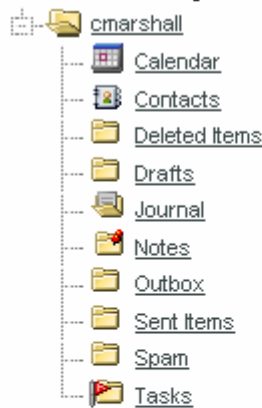 cmarshall
Calendar
Contacts
Deleted Items
Drafts
Journal
Notes
Outbox
Sent Items
Spam
Tasks